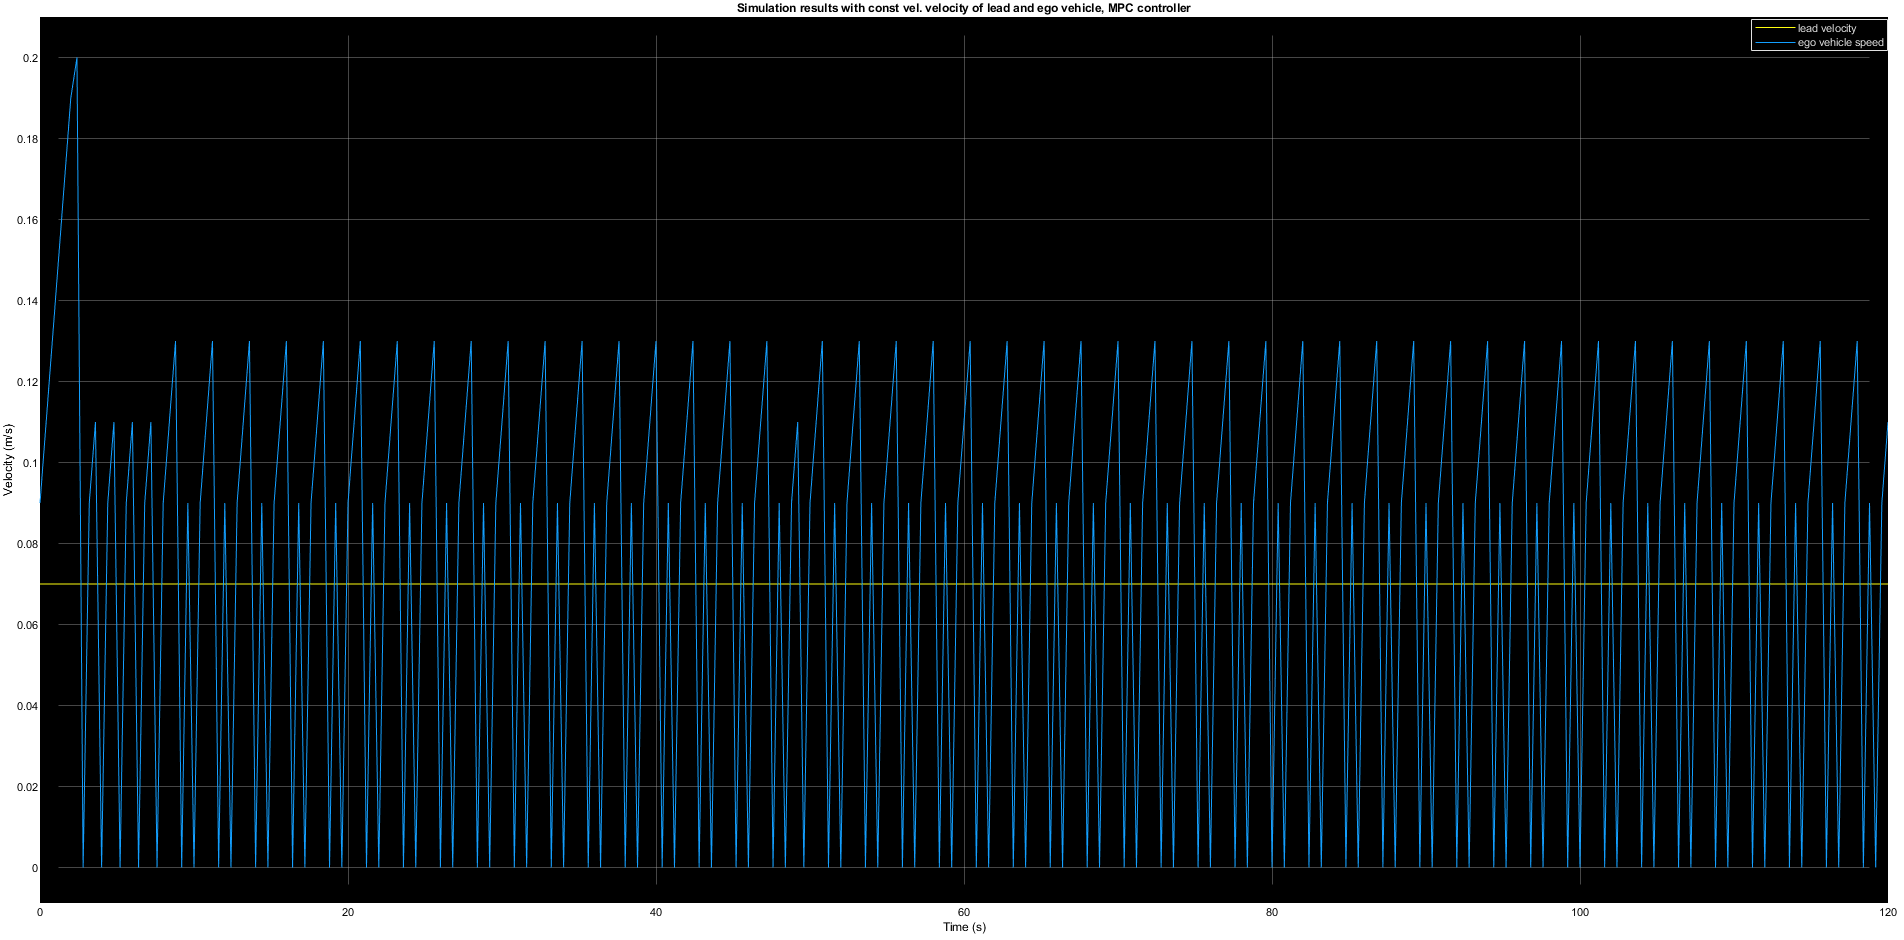 Simulation results with const vel. velocity of lead and ego vehicle, MPC controller
lead velocity
ego vehicle speed
0.2
0.18
0.16
0.14
0.12
0.1
0.08
0.06
0.04
0.02
0
Velocity (m/s)
0 20 40 60 80 100 120
Time (s)